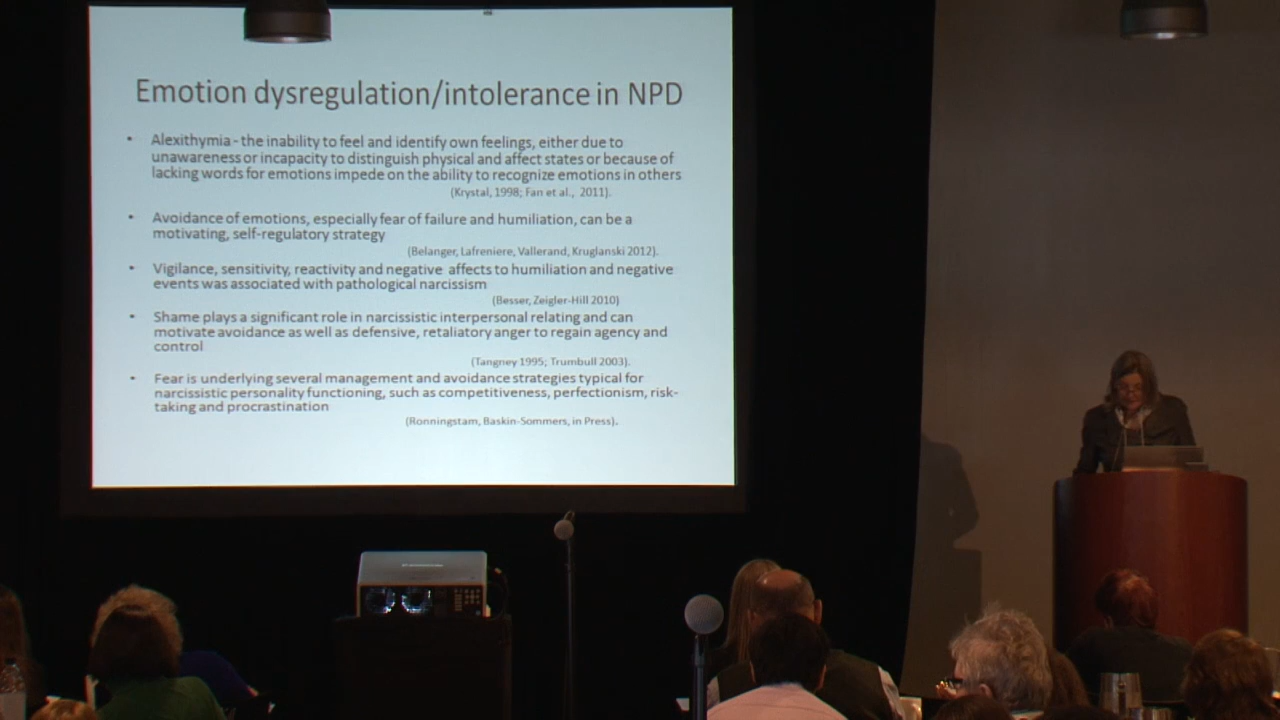 Emotion dysregulation/intolerance in NPD
• Alexithymia - the inability to feel and identify own feelings, either due to
unawareness or incapacity to distinguish physical and affect states or because of
lacking words for emotions impede on the ability to recognize emotions in others
(Krystal, 1998; Fan et al., 2011).
• Avoidance of emotions, especially fear of failure and humiliation, can be a
motivating, self-regulatory strategy
(Belanger, Lafreniere, Vallerand, Kruglanski 2012).
• Vigilance, sensitivity, reactivity and negative affects to humiliation and negative
events was associated with pathological narcissism
(Besser, Zeigler-Hill 2010)
• Shame plays a significant role in narcissistic interpersonal relating and can
motivate avoidance as well as defensive, retaliatory anger to regain agency and
control
(Tangney 1995; Trumbull 2003).
• Fear is underlying several management and avoidance strategies typical for
narcissistic personality functioning, such as competitiveness, perfectionism, risk-
taking and procrastination
(Ronningstam, Baskin-Sommers, in Press).